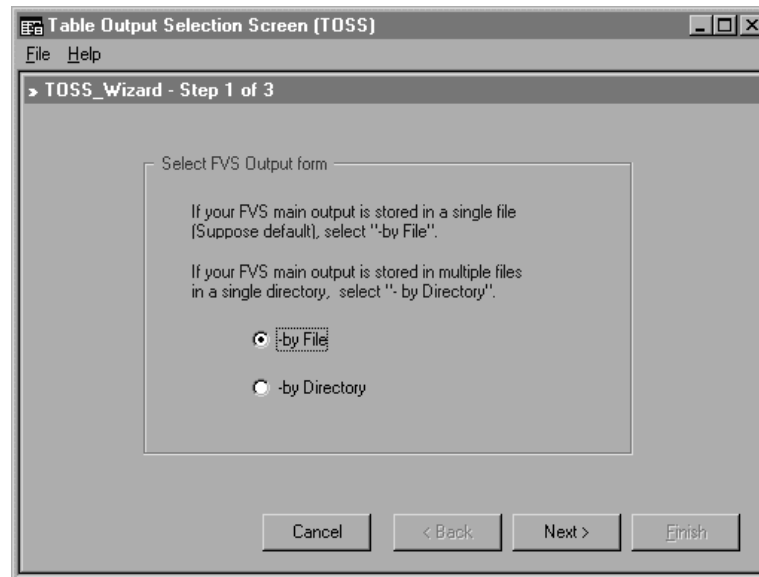 Table Output Selection Screen (TOSS)
File Help
» TOSS_Wizard - Step 1 of 3
Select FVS Output form
If your FVS main output is stored in a single file
(Suppose default), select "-by File".
If your FVS main output is stored in multiple files
in a single directory, select "- by Directory".
-by File
-by Directory
Cancel < Back Next > Finish